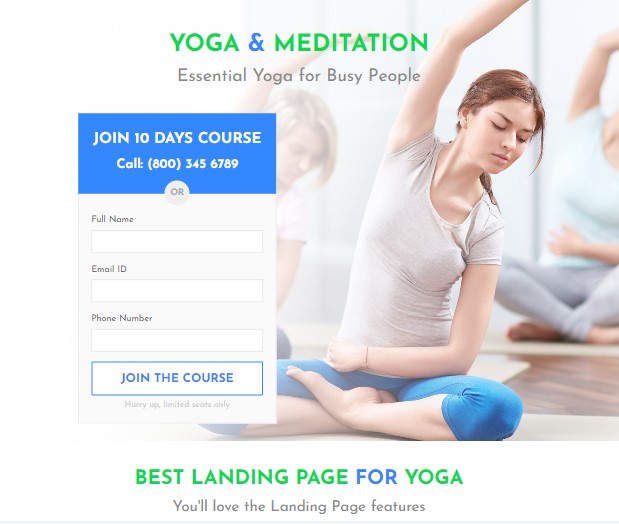 YOGA & MEDITATION
Essential Yoga for Busy People
JOIN 10 DAYS COURSE
Call: (800) 345 6789
OR
Full Name
Email ID
Phone Number
JOIN THE COURSE
Hurry up, limited seats only
BEST LANDING PAGE FOR YOGA
You'll love the Landing Page features